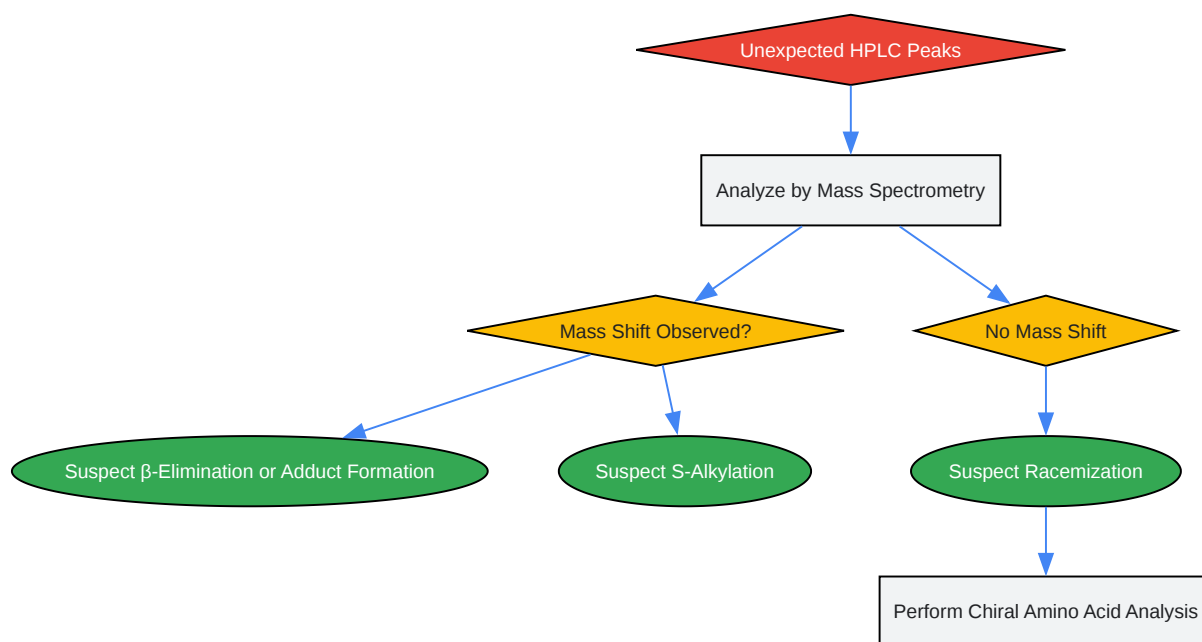 Unexpected HPLC Peaks
Analyze by Mass Spectrometry
Mass Shift Observed?
No Mass Shift
Suspect β-Elimination or Adduct Formation
Suspect S-Alkylation
Suspect Racemization
Perform Chiral Amino Acid Analysis